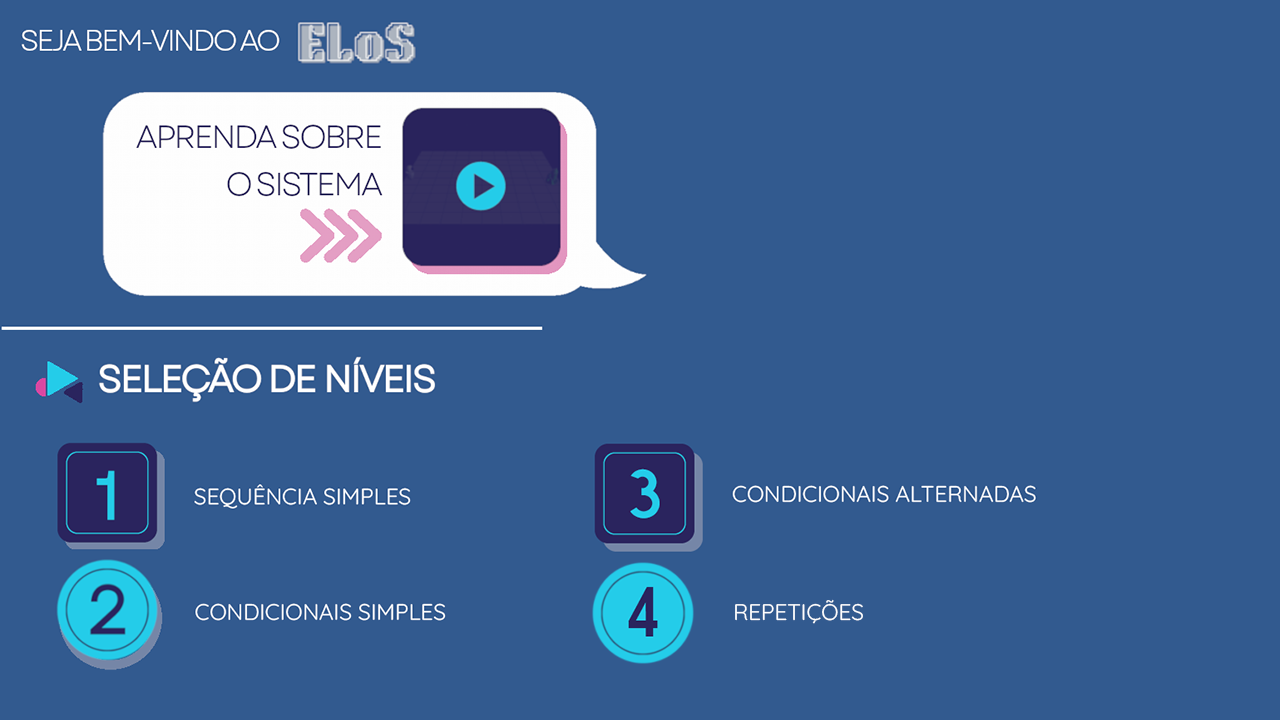 SEJA BEM-VINDO AO ELoS
APRENDA SOBRE
O SISTEMA
SELEÇÃO DE NÍVEIS
1 SEQUÊNCIA SIMPLES
2 CONDICIONAIS SIMPLES
3 CONDICIONAIS ALTERNADAS
4 REPETIÇÕES